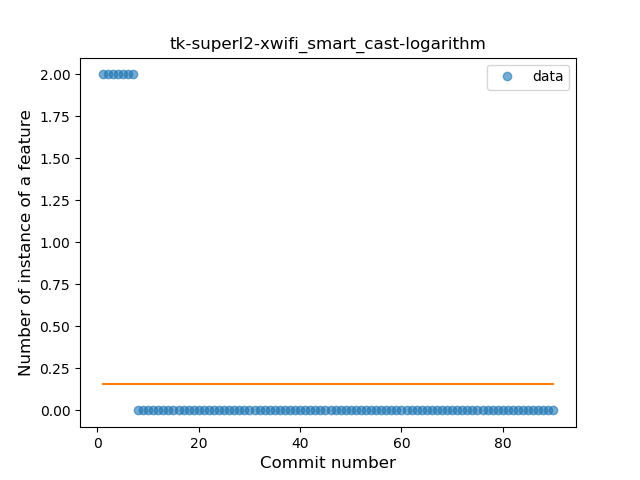 tk-superl2-xwifi_smart_cast-logarithm
data
Number of instance of a feature
2.00
1.75
1.50
1.25
1.00
0.75
0.50
0.25
0.00
0 20 40 60 80
Commit number